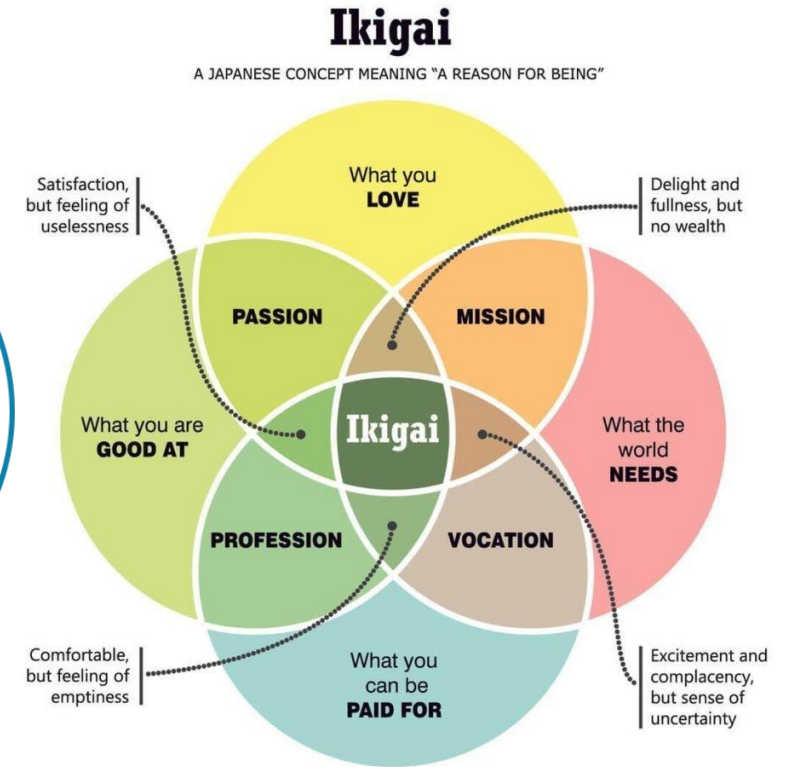 Ikigai
A JAPANESE CONCEPT MEANING “A REASON FOR BEING”
What you
LOVE
Satisfaction,
but feeling of
uselessness
Delight and
fullness, but
no wealth
PASSION
MISSION
What you are
GOOD AT
Ikigai
What the
world
NEEDS
PROFESSION
VOCATION
Comfortable,
but feeling of
emptiness
What you
can be
PAID FOR
Excitement and
complacency,
but sense of
uncertainty